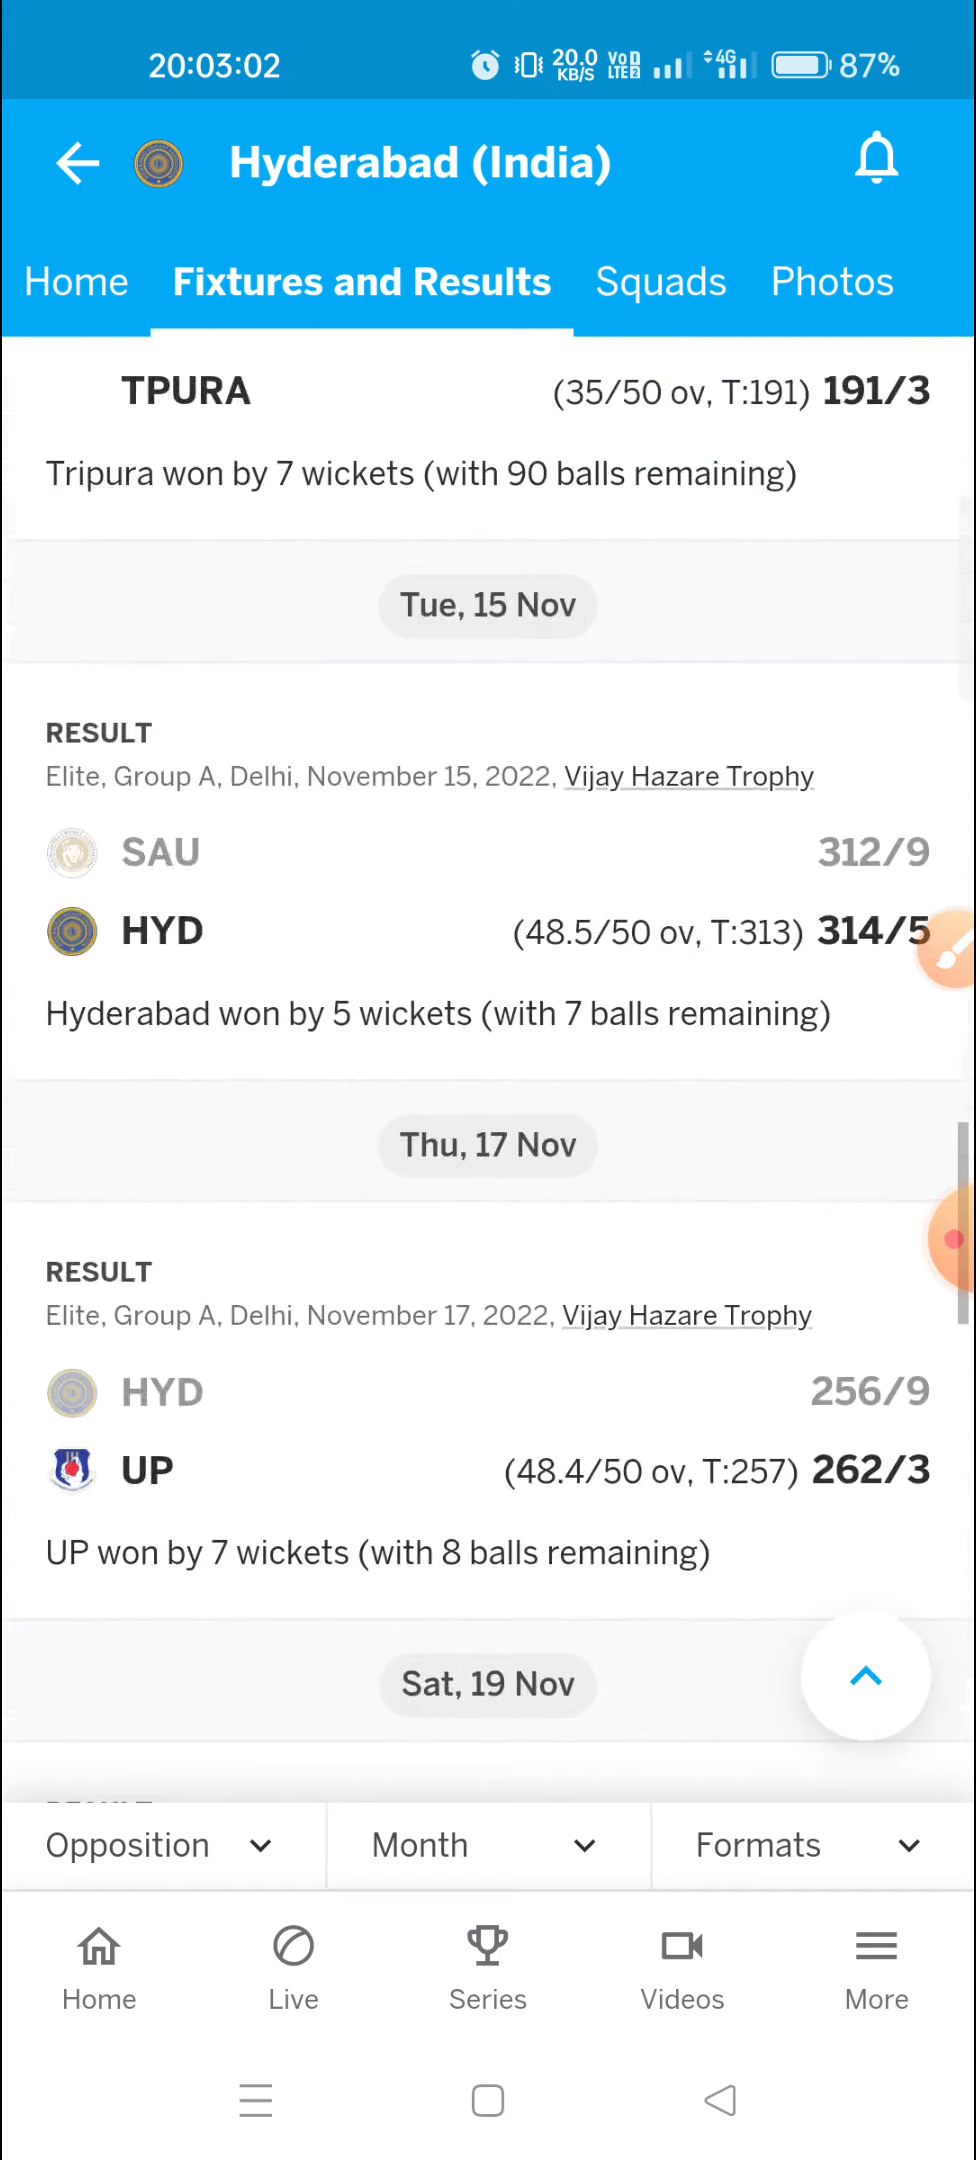 20:03:02 20.0 KB/S VoD LTE 2 4G 87%
Hyderabad (India)
Home Fixtures and Results Squads Photos
TPURA (35/50 ov, T:191) 191/3
Tripura won by 7 wickets (with 90 balls remaining)
Tue, 15 Nov
RESULT
Elite, Group A, Delhi, November 15, 2022, Vijay Hazare Trophy
SAU 312/9
HYD (48.5/50 ov, T:313) 314/5
Hyderabad won by 5 wickets (with 7 balls remaining)
Thu, 17 Nov
RESULT
Elite, Group A, Delhi, November 17, 2022, Vijay Hazare Trophy
HYD 256/9
UP (48.4/50 ov, T:257) 262/3
UP won by 7 wickets (with 8 balls remaining)
Sat, 19 Nov
Opposition Month Formats
Home Live Series Videos More